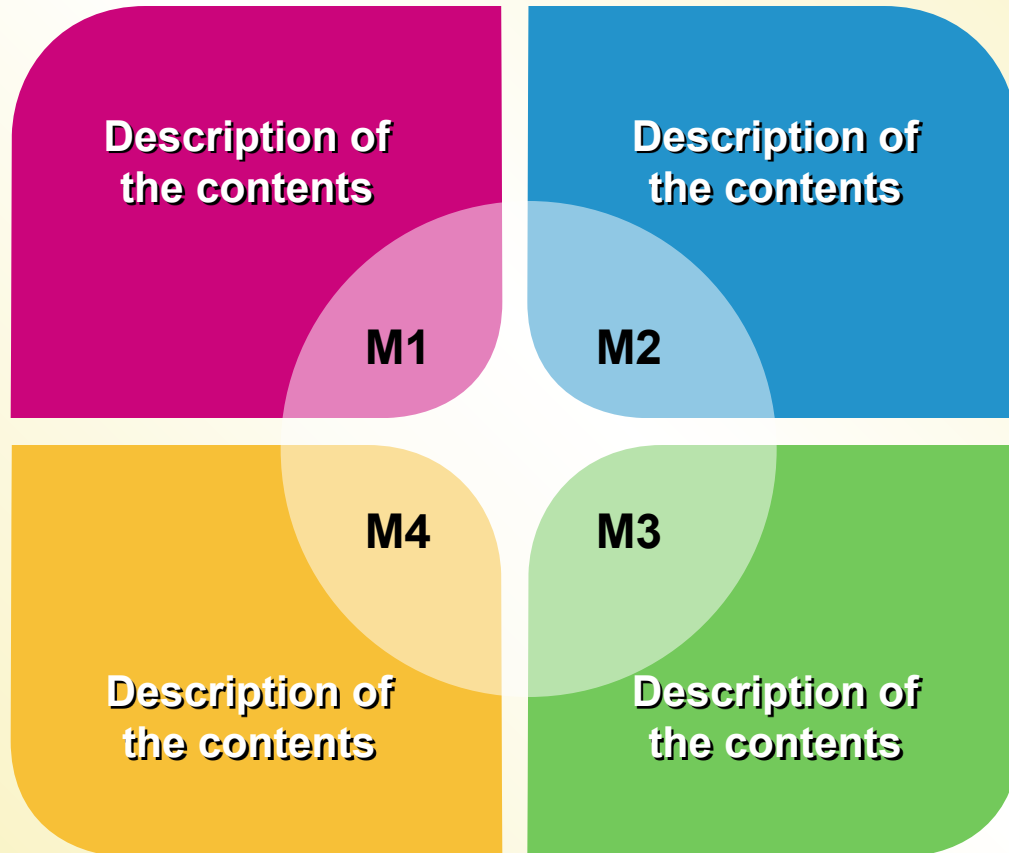 Description of
the contents
Description of
the contents
M1
M2
M4
M3
Description of
the contents
Description of
the contents